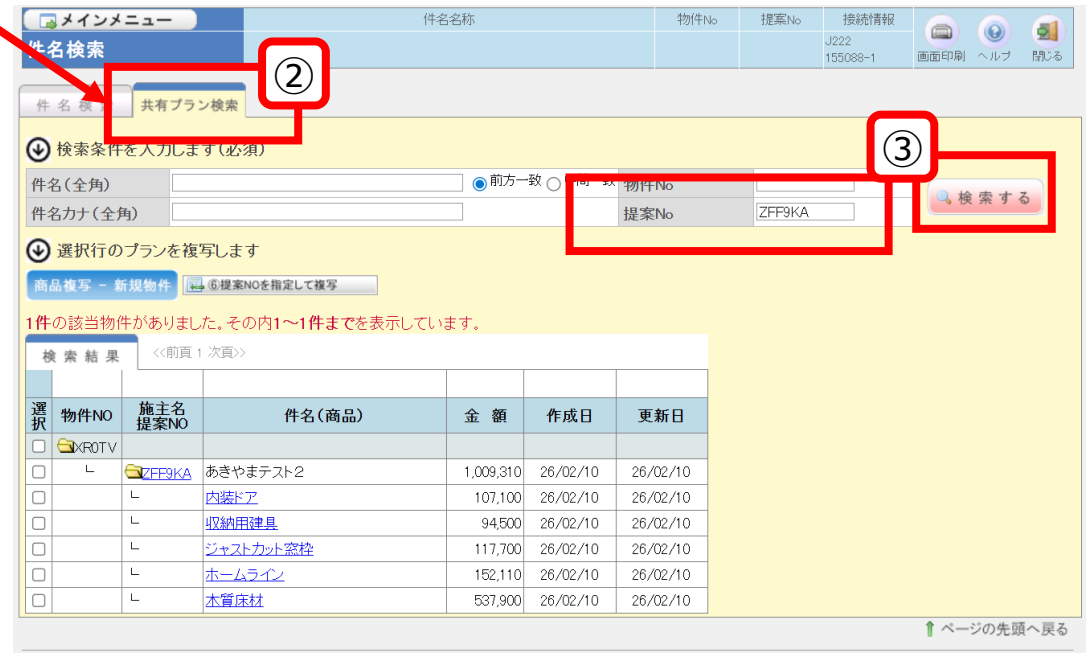 メインメニュー 件名名称 物件No 提案No 接続情報
件名検索 J222
155088-1 画面印刷 ヘルプ 閉じる
②
件名検 共有プラン検索
検索条件を入力します(必須)
③
件名(全角) 前方一致 物件No
検索する
件名カナ(全角) 提案No ZFF9KA
選択行のプランを複写します
商品複写 - 新規物件 ⑥提案NOを指定して複写
1件の該当物件がありました。その内1～1件までを表示しています。
検索結果 <<前頁 1 次頁>>
選択 物件NO 施主名 提案NO 件名(商品) 金 額 作成日 更新日
XR0TV
└ ZFF9KA あきやまテスト2 1,009,310 26/02/10 26/02/10
└ 内装ドア 107,100 26/02/10 26/02/10
└ 収納用建具 94,500 26/02/10 26/02/10
└ ジャストカット窓枠 117,700 26/02/10 26/02/10
└ ホームライン 152,110 26/02/10 26/02/10
└ 木質床材 537,900 26/02/10 26/02/10
ページの先頭へ戻る